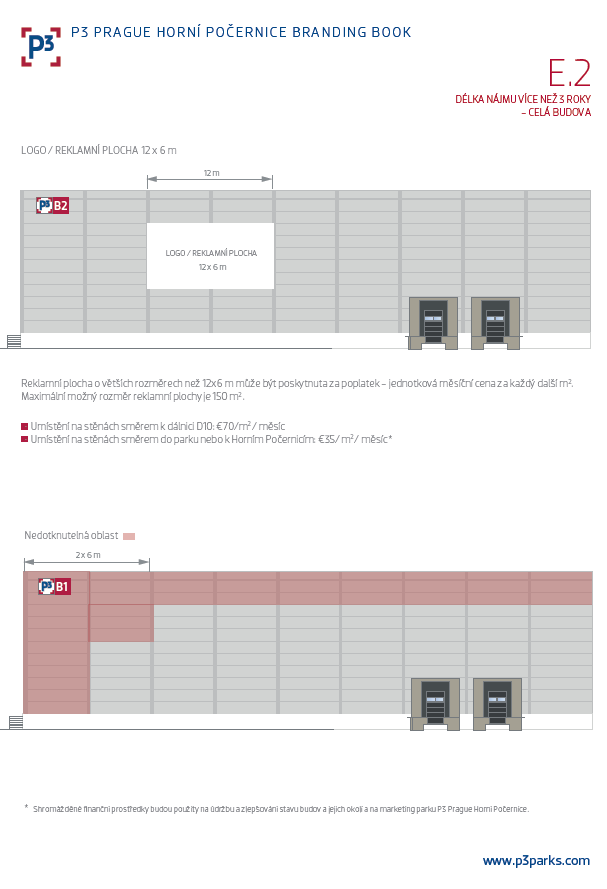 P3
P3 PRAGUE HORNÍ POČERNICE BRANDING BOOK
E.2
DÉLKA NÁJMU VÍCE NEŽ 3 ROKY
– CELÁ BUDOVA
LOGO / REKLAMNÍ PLOCHA 12 x 6 m
12 m
P3 B2
LOGO / REKLAMNÍ PLOCHA
12 x 6 m
Reklamní plocha o větších rozměrech než 12x6 m může být poskytnuta za poplatek – jednotková měsíční cena za každý další m².
Maximální možný rozměr reklamní plochy je 150 m².
Umístění na stěnách směrem k dálnici D10: €70/m²/ měsíc
Umístění na stěnách směrem do parku nebo k Horním Počernicím: €35/ m²/ měsíc*
Nedotknutelná oblast
2 x 6 m
P3 B1
* Shromážděné finanční prostředky budou použity na údržbu a zlepšování stavu budov a jejich okolí a na marketing parku P3 Prague Horní Počernice.
www.p3parks.com